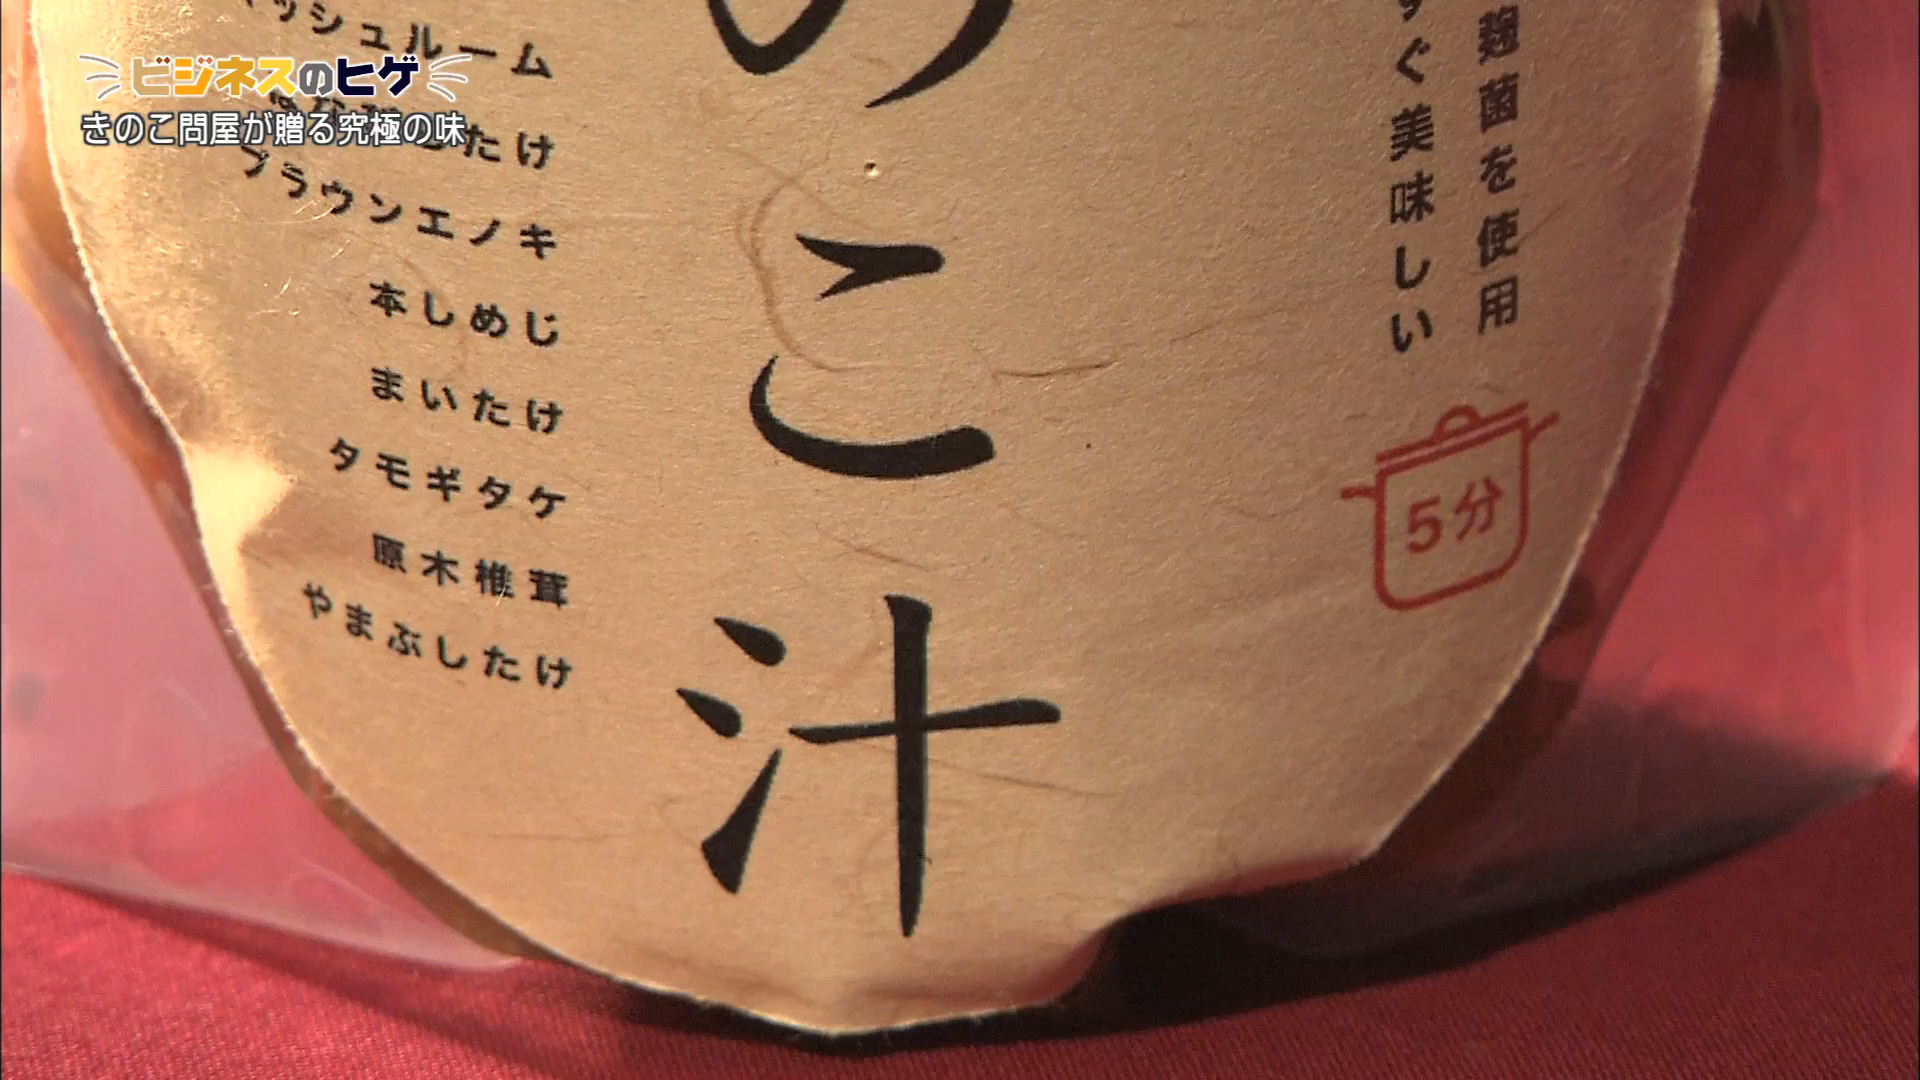 ビジネスのヒゲ
きのこ問屋が贈る究極の味
麹菌を使用
すぐ美味しい
5分
のこ汁
ッシュルーム
たけ
ブラウンエノキ
本しめじ
まいたけ
タモギタケ
原木椎茸
やまぶしたけ